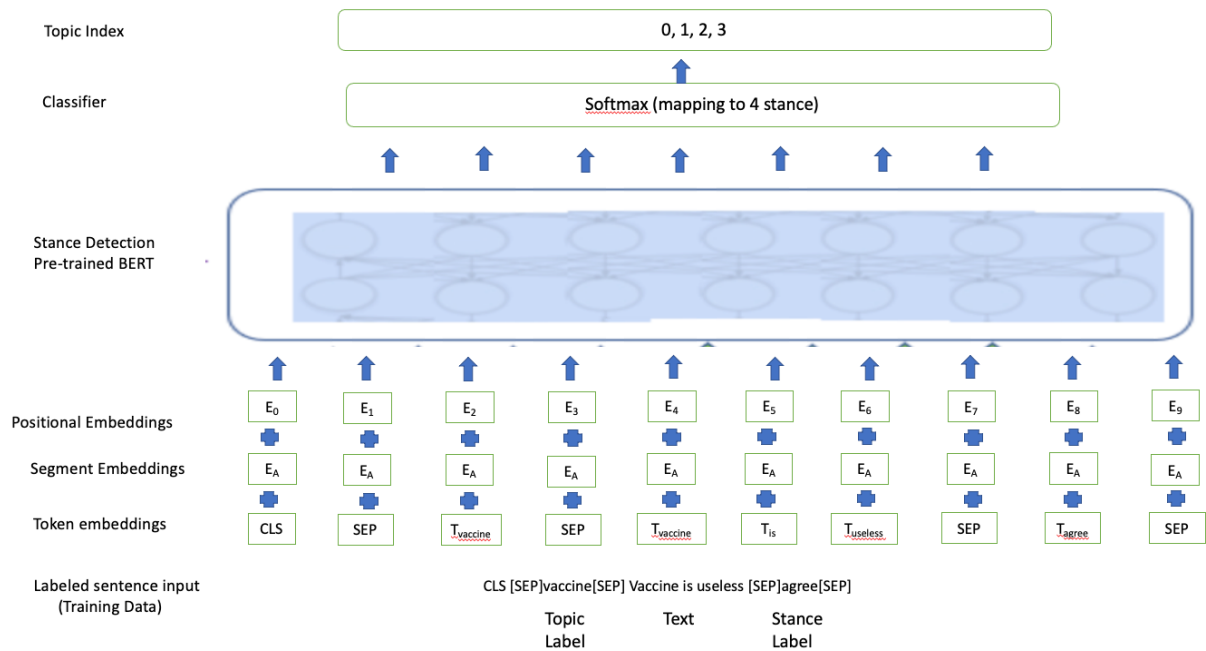 Topic Index
0, 1, 2, 3
Classifier
Softmax (mapping to 4 stance)
Stance Detection
Pre-trained BERT
Positional Embeddings
E0 E1 E2 E3 E4 E5 E6 E7 E8 E9
Segment Embeddings
EA EA EA EA EA EA EA EA EA EA
Token embeddings
CLS SEP Tvaccine SEP Tvaccine Tis Tuseless SEP Tagree SEP
Labeled sentence input
(Training Data)
CLS [SEP]vaccine[SEP] Vaccine is useless [SEP]agree[SEP]
Topic
Label
Text
Stance
Label